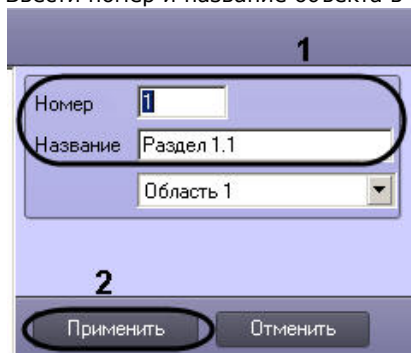 Ввести номер и название объекта в
1
Номер 1
Название Раздел 1.1
Область 1
2
Применить Отменить